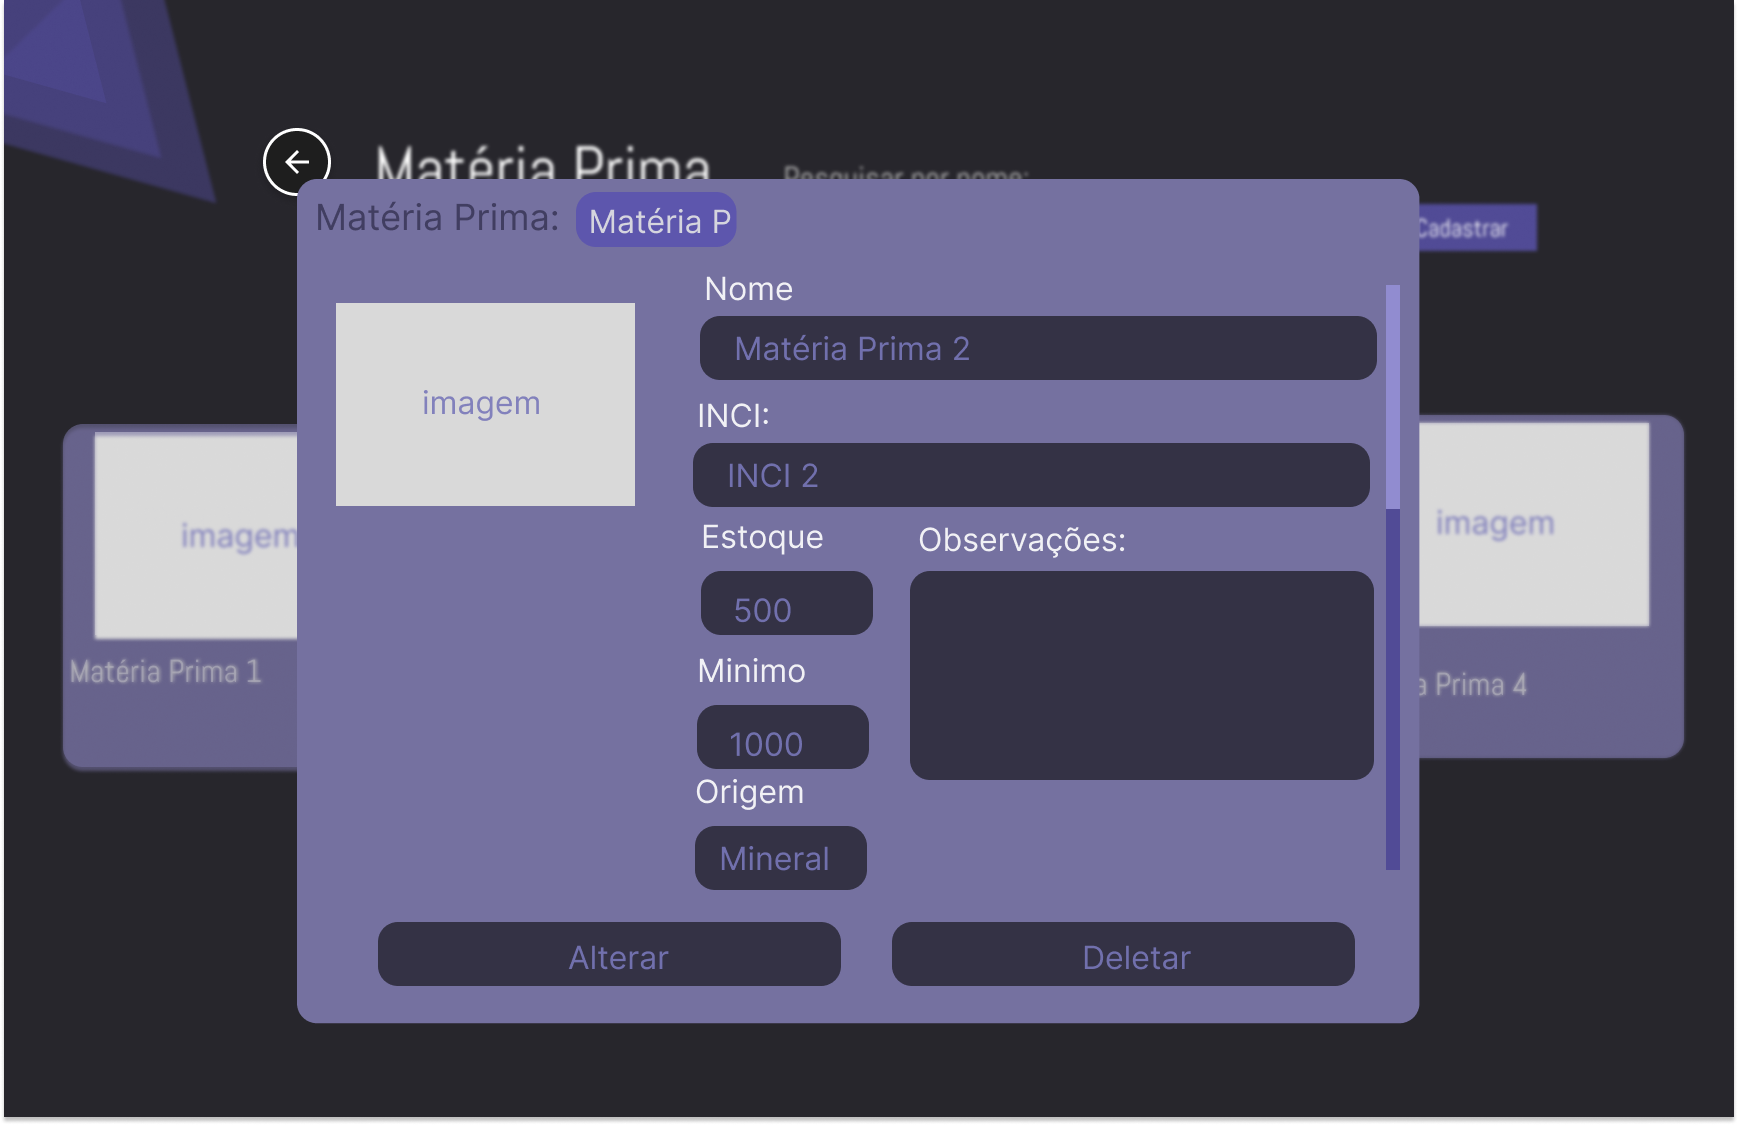 Matéria Prima
Pesquisar por nome:
Cadastrar
Matéria Prima: Matéria P
Nome
Matéria Prima 2
imagem
INCI:
INCI 2
Estoque
Observações:
500
Minimo
1000
Origem
Mineral
Alterar
Deletar
imagem
Matéria Prima 1
imagem
a Prima 4